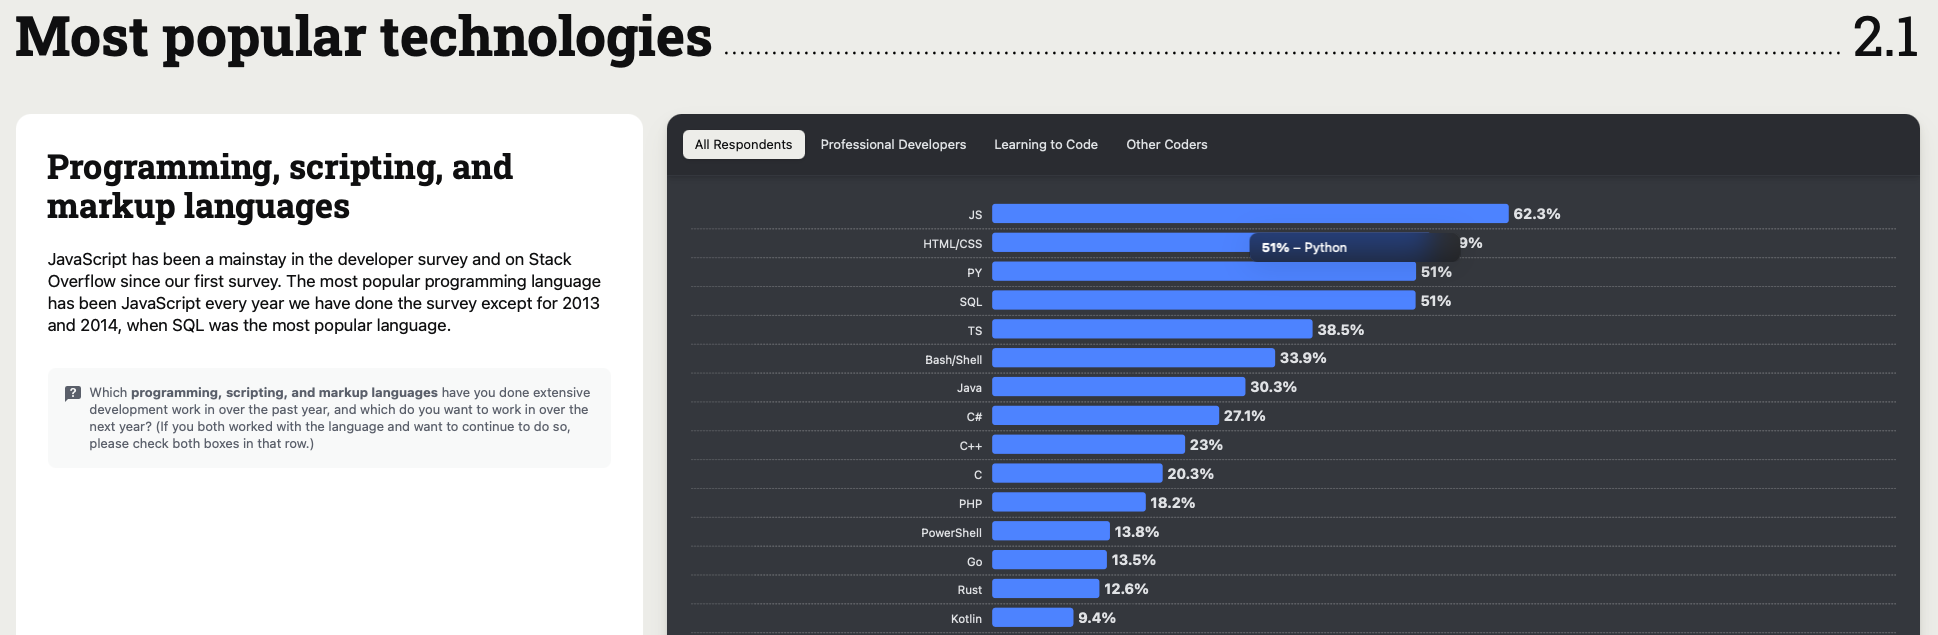 Most popular technologies 2.1
Programming, scripting, and
markup languages
JavaScript has been a mainstay in the developer survey and on Stack
Overflow since our first survey. The most popular programming language
has been JavaScript every year we have done the survey except for 2013
and 2014, when SQL was the most popular language.
Which programming, scripting, and markup languages have you done extensive
development work in over the past year, and which do you want to work in over the
next year? (If you both worked with the language and want to continue to do so,
please check both boxes in that row.)
All Respondents Professional Developers Learning to Code Other Coders
JS 62.3%
HTML/CSS 9%
51% – Python
PY 51%
SQL 51%
TS 38.5%
Bash/Shell 33.9%
Java 30.3%
C# 27.1%
C++ 23%
C 20.3%
PHP 18.2%
PowerShell 13.8%
Go 13.5%
Rust 12.6%
Kotlin 9.4%